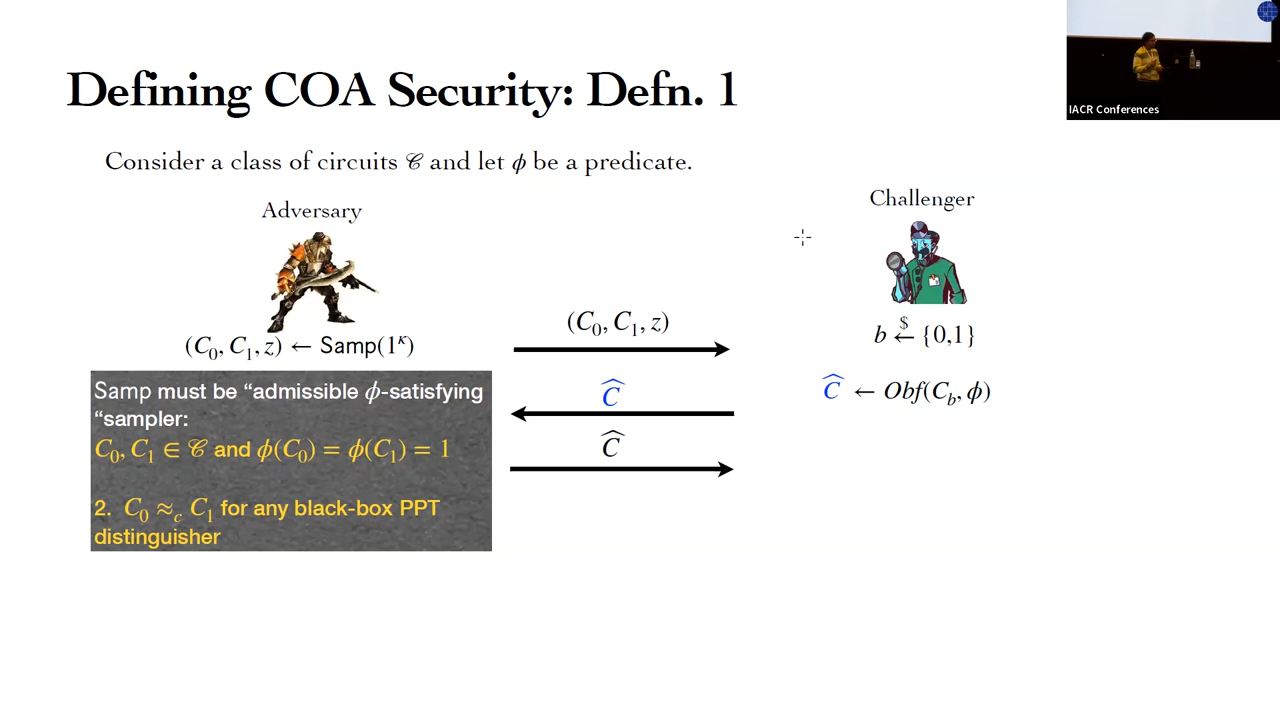 Defining COA Security: Defn. 1
IACR Conferences
Consider a class of circuits 𝒞 and let ϕ be a predicate.
Adversary
Challenger
(C₀, C₁, z) ← Samp(1^κ)
(C₀, C₁, z)
b ←$ {0,1}
Samp must be “admissible ϕ-satisfying
“sampler:
C₀, C₁ ∈ 𝒞 and ϕ(C₀) = ϕ(C₁) = 1
2. C₀ ≈_c C₁ for any black-box PPT
distinguisher
Ĉ
Ĉ ← Obf(C_b, ϕ)
Ĉ